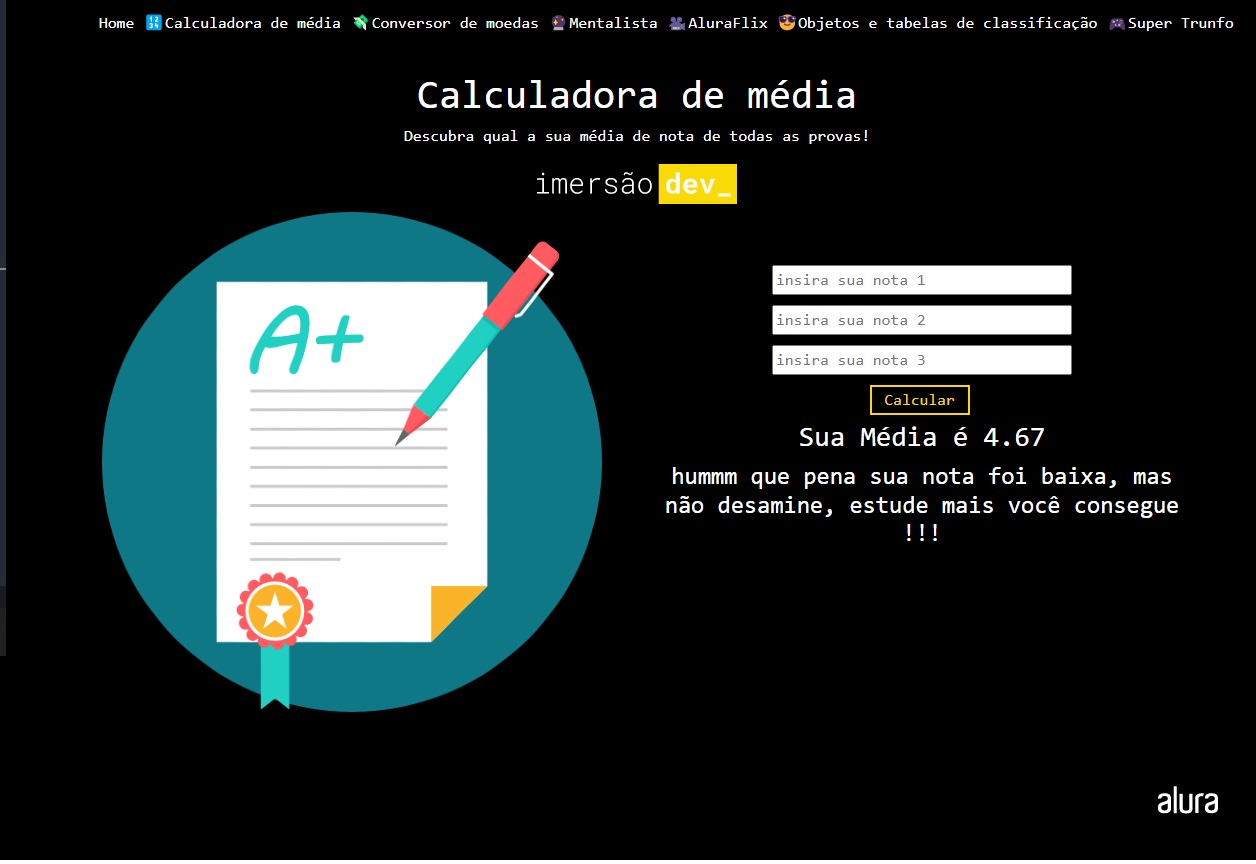 Home 🔢Calculadora de média 💸Conversor de moedas 🔮Mentalista 🎥AluraFlix 😎Objetos e tabelas de classificação 🎮Super Trunfo
Calculadora de média
Descubra qual a sua média de nota de todas as provas!
imersão dev_
A+
insira sua nota 1
insira sua nota 2
insira sua nota 3
Calcular
Sua Média é 4.67
hummm que pena sua nota foi baixa, mas
não desamine, estude mais você consegue
!!!
alura